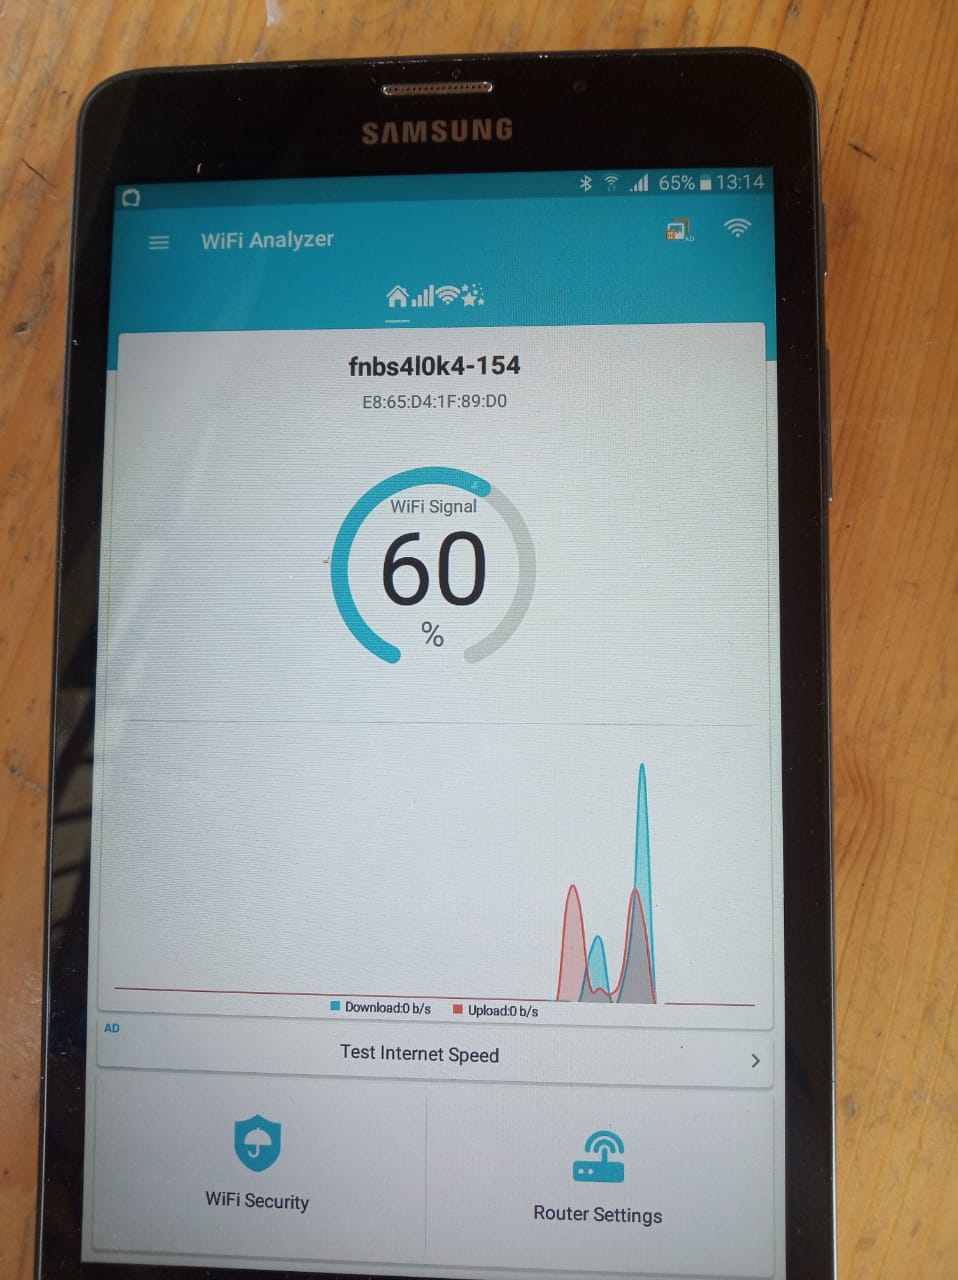 SAMSUNG
65% 13:14
WiFi Analyzer
AD
fnbs4l0k4-154
E8:65:D4:1F:89:D0
WiFi Signal
60
%
Download:0 b/s Upload:0 b/s
AD
Test Internet Speed
WiFi Security
Router Settings